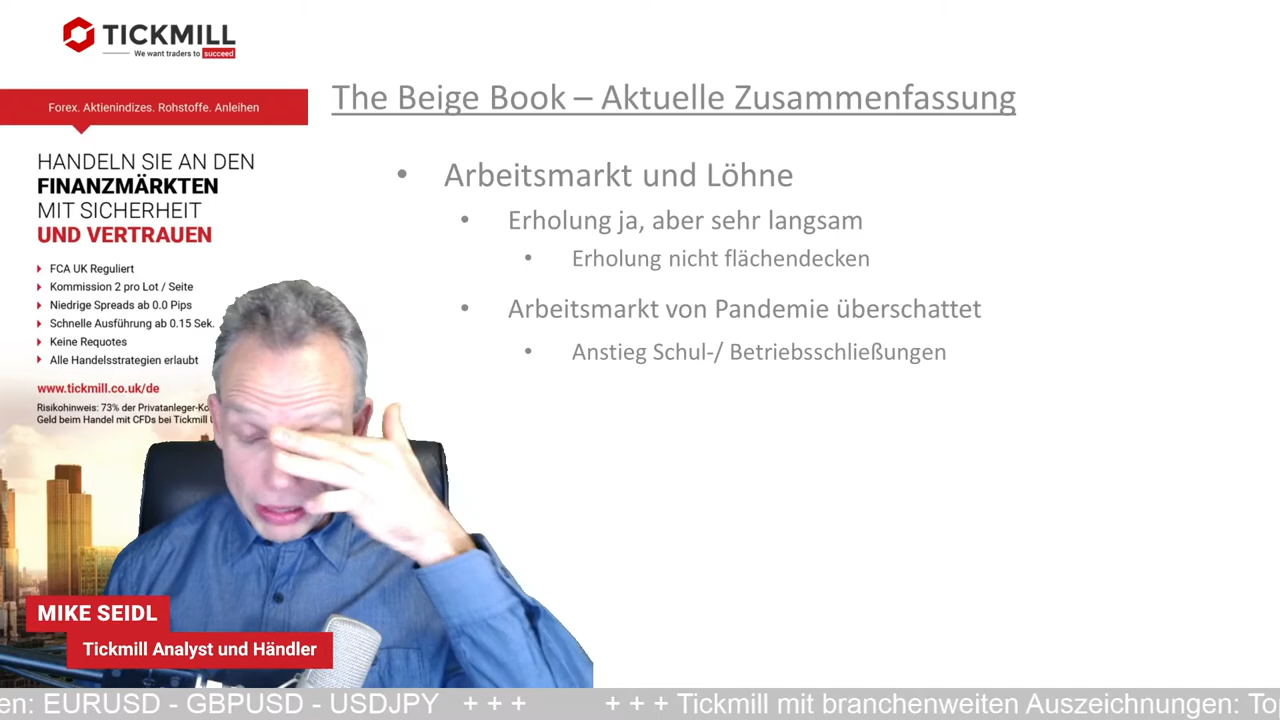 TICKMILL
We want traders to succeed
Forex. Aktienindizes. Rohstoffe. Anleihen
HANDELN SIE AN DEN
FINANZMÄRKTEN
MIT SICHERHEIT
UND VERTRAUEN
FCA UK Reguliert
Kommission 2 pro Lot / Seite
Niedrige Spreads ab 0.0 Pips
Schnelle Ausführung ab 0.15 Sek.
Keine Requotes
Alle Handelsstrategien erlaubt
www.tickmill.co.uk/de
Risikohinweis: 73% der Privatanleger-Ko
Geld beim Handel mit CFDs bei Tickmill
The Beige Book – Aktuelle Zusammenfassung
• Arbeitsmarkt und Löhne
• Erholung ja, aber sehr langsam
• Erholung nicht flächendecken
• Arbeitsmarkt von Pandemie überschattet
• Anstieg Schul-/ Betriebsschließungen
MIKE SEIDL
Tickmill Analyst und Händler
en: EURUSD - GBPUSD - USDJPY + + + + + + Tickmill mit branchenweiten Auszeichnungen: To